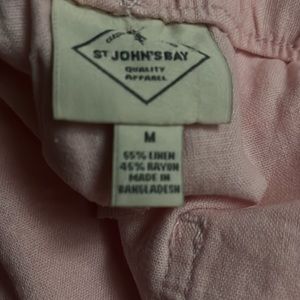 ST. JOHN'S BAY
QUALITY
APPAREL
M
55% LINEN
45% RAYON
MADE IN
BANGLADESH